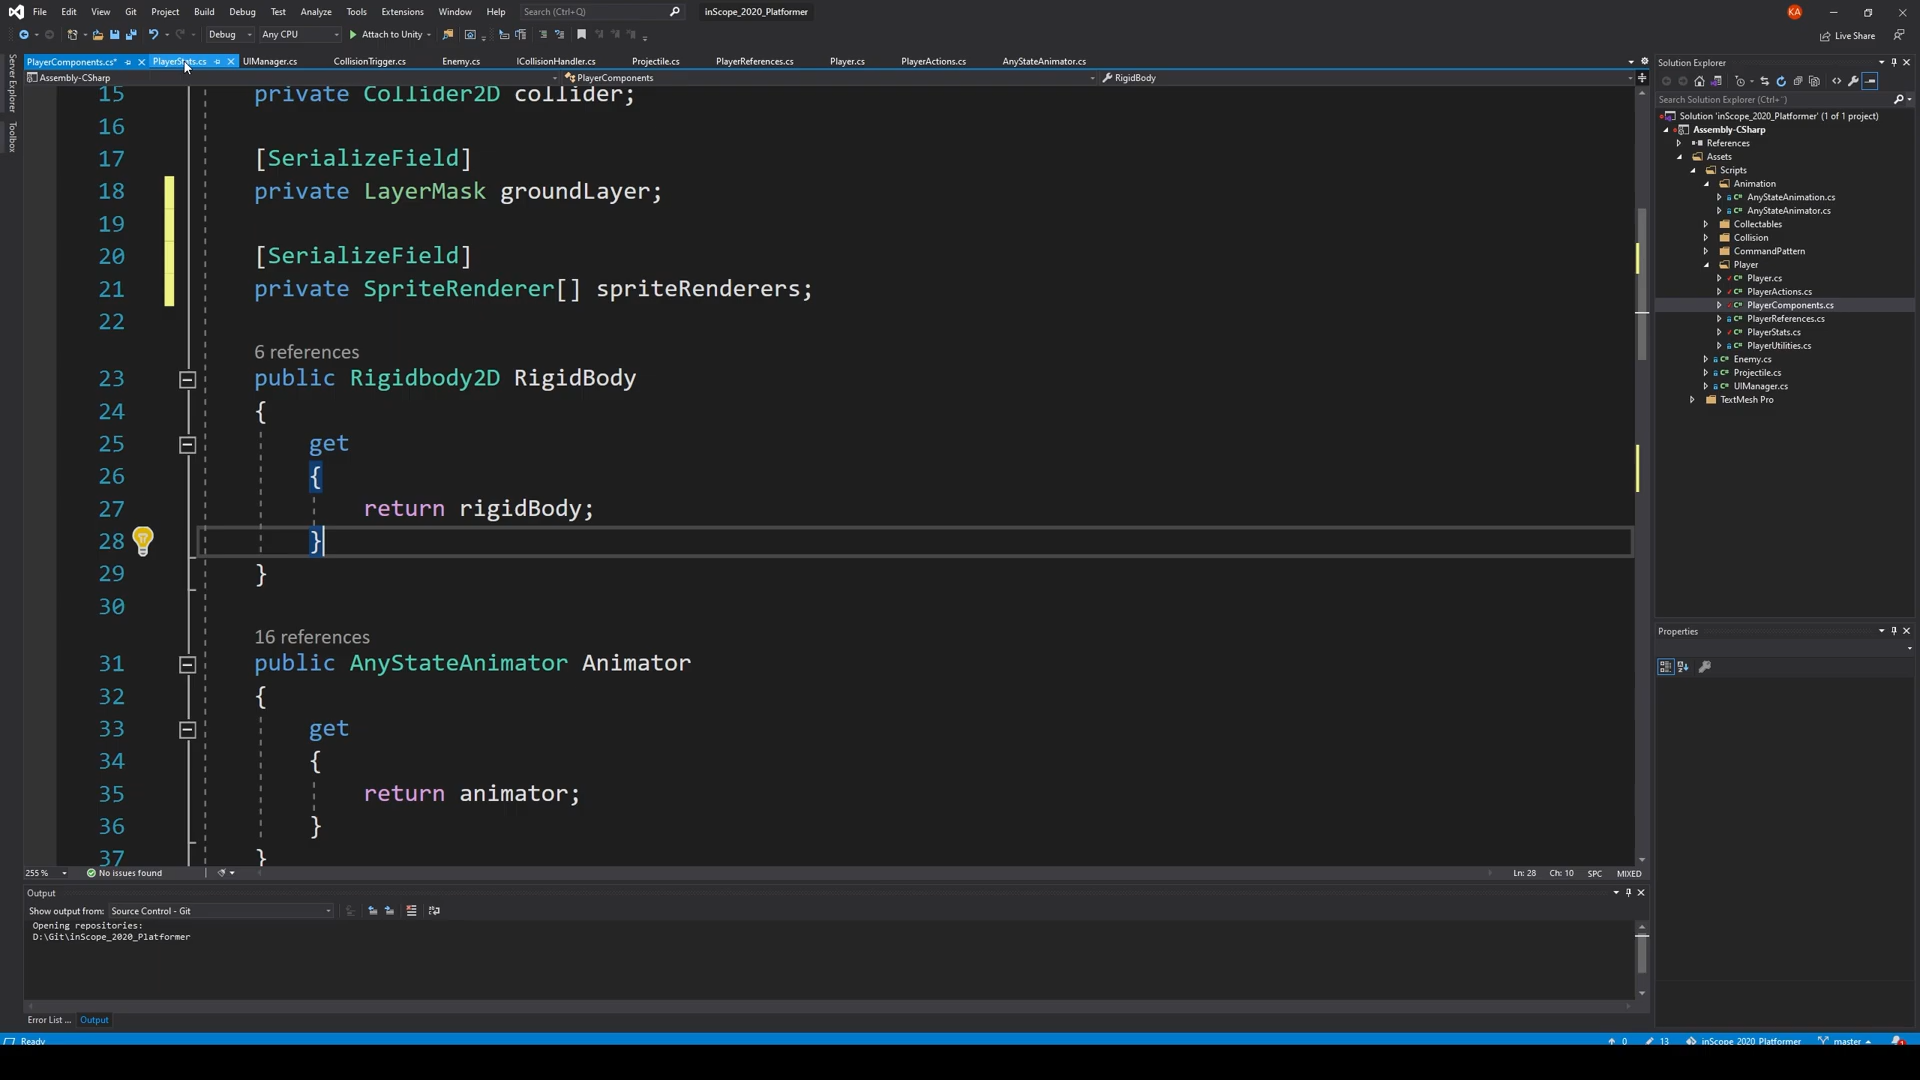 File Edit View Git Project Build Debug Test Analyze Tools Extensions Window Help Search (Ctrl+Q) inScope_2020_Platformer KA
Debug Any CPU Attach to Unity Live Share
PlayerComponents.cs* PlayerStats.cs UIManager.cs CollisionTrigger.cs Enemy.cs ICollisionHandler.cs Projectile.cs PlayerReferences.cs Player.cs PlayerActions.cs AnyStateAnimator.cs
Assembly-CSharp PlayerComponents RigidBody
Server Explorer
Toolbox
15 private Collider2D collider;
16
17 [SerializeField]
18 private LayerMask groundLayer;
19
20 [SerializeField]
21 private SpriteRenderer[] spriteRenderers;
22
6 references
23 public Rigidbody2D RigidBody
24 {
25 get
26 {
27 return rigidBody;
28 }
29 }
30
16 references
31 public AnyStateAnimator Animator
32 {
33 get
34 {
35 return animator;
36 }
37 }
255 % No issues found Ln: 28 Ch: 10 SPC MIXED
Output
Show output from: Source Control - Git
Opening repositories:
D:\Git\inScope_2020_Platformer
Error List ... Output
Ready 0 13 inScope_2020_Platformer master
Solution Explorer
Search Solution Explorer (Ctrl+¨)
Solution 'inScope_2020_Platformer' (1 of 1 project)
Assembly-CSharp
References
Assets
Scripts
Animation
AnyStateAnimation.cs
AnyStateAnimator.cs
Collectables
Collision
CommandPattern
Player
Player.cs
PlayerActions.cs
PlayerComponents.cs
PlayerReferences.cs
PlayerStats.cs
PlayerUtilities.cs
Enemy.cs
Projectile.cs
UIManager.cs
TextMesh Pro
Properties